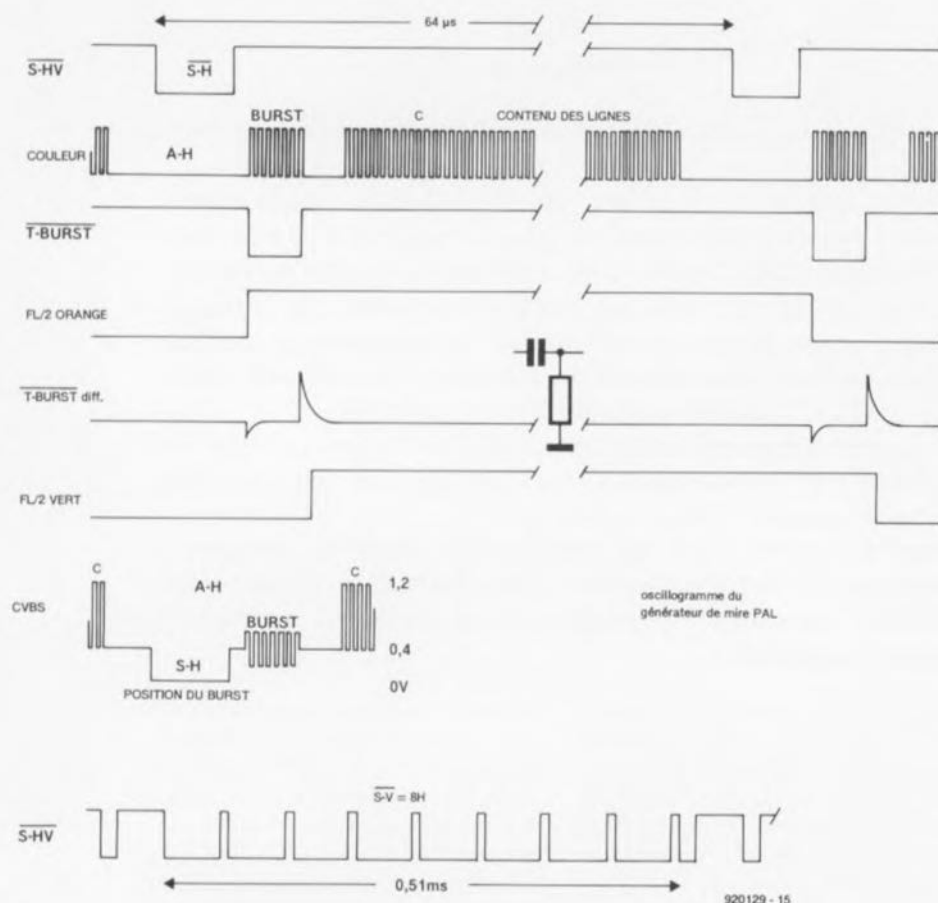 64 µs
S-HV
S-H
BURST
C
CONTENU DES LIGNES
COULEUR
A-H
T-BURST
FL/2 ORANGE
T-BURST diff.
FL/2 VERT
C
A-H
C
1,2
CVBS
BURST
oscillogramme du
générateur de mire PAL
0,4
S-H
0V
POSITION DU BURST
S-V = 8H
S-HV
0,51ms
920129 - 15